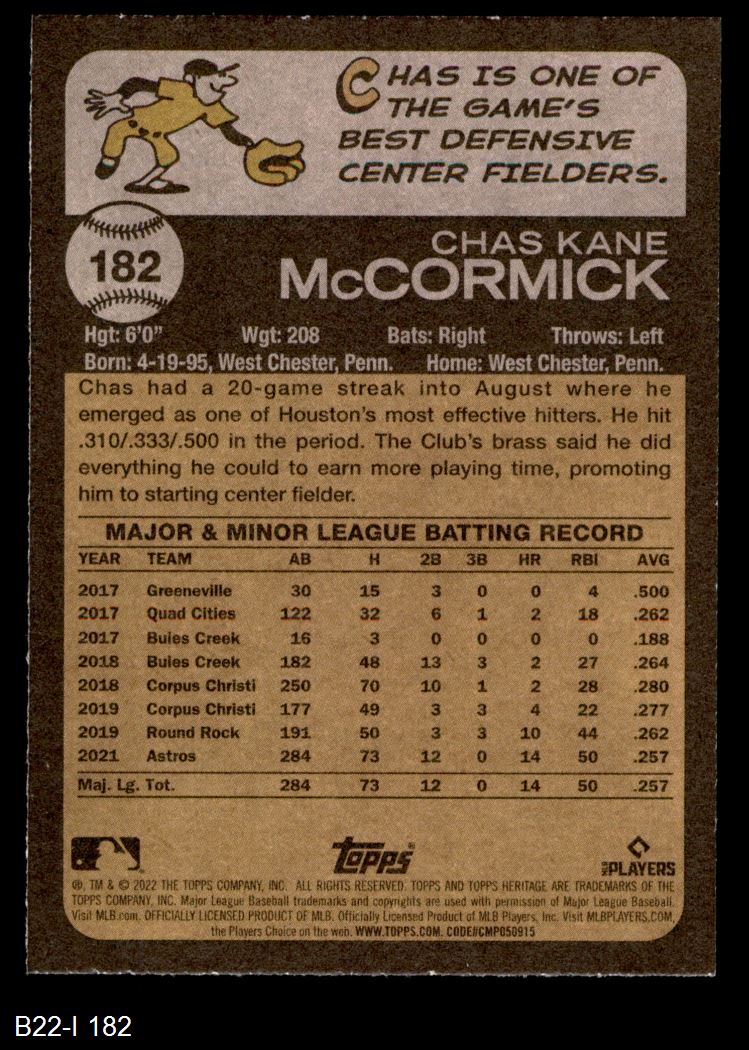 CHAS IS ONE OF
THE GAME'S
BEST DEFENSIVE
CENTER FIELDERS.
182
CHAS KANE
McCORMICK
Hgt: 6'0" Wgt: 208 Bats: Right Throws: Left
Born: 4-19-95, West Chester, Penn. Home: West Chester, Penn.
Chas had a 20-game streak into August where he
emerged as one of Houston's most effective hitters. He hit
.310/.333/.500 in the period. The Club's brass said he did
everything he could to earn more playing time, promoting
him to starting center fielder.
MAJOR & MINOR LEAGUE BATTING RECORD
YEAR TEAM AB H 2B 3B HR RBI AVG
2017 Greeneville 30 15 3 0 0 4 .500
2017 Quad Cities 122 32 6 1 2 18 .262
2017 Buies Creek 16 3 0 0 0 0 .188
2018 Buies Creek 182 48 13 3 2 27 .264
2018 Corpus Christi 250 70 10 1 2 28 .280
2019 Corpus Christi 177 49 3 3 4 22 .277
2019 Round Rock 191 50 3 3 10 44 .262
2021 Astros 284 73 12 0 14 50 .257
Maj. Lg. Tot. 284 73 12 0 14 50 .257
Topps
MLB PLAYERS
®, TM & © 2022 THE TOPPS COMPANY, INC. ALL RIGHTS RESERVED. TOPPS AND TOPPS HERITAGE ARE TRADEMARKS OF THE
TOPPS COMPANY, INC. Major League Baseball trademarks and copyrights are used with permission of Major League Baseball.
Visit MLB.com. OFFICIALLY LICENSED PRODUCT OF MLB. Officially Licensed Product of MLB Players, Inc. Visit MLBPLAYERS.COM,
the Players Choice on the web. WWW.TOPPS.COM. CODE#CMP050915
B22-I 182